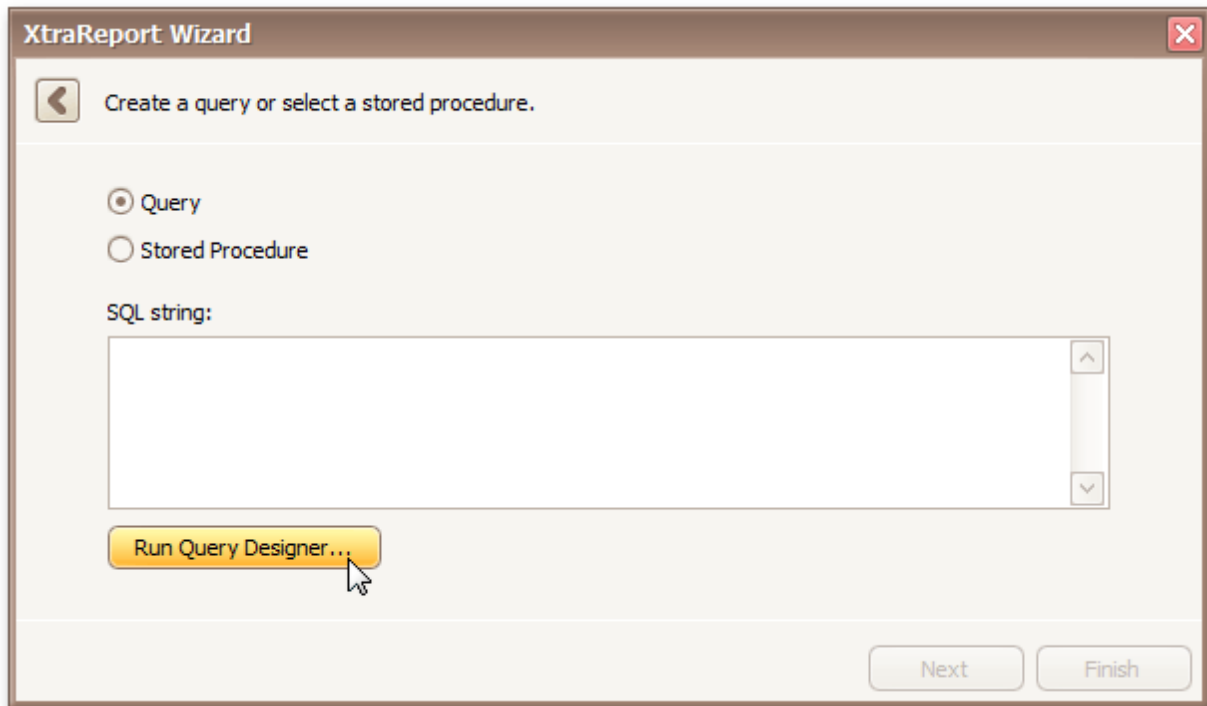 XtraReport Wizard
Create a query or select a stored procedure.
Query
Stored Procedure
SQL string:
Run Query Designer...
Next Finish